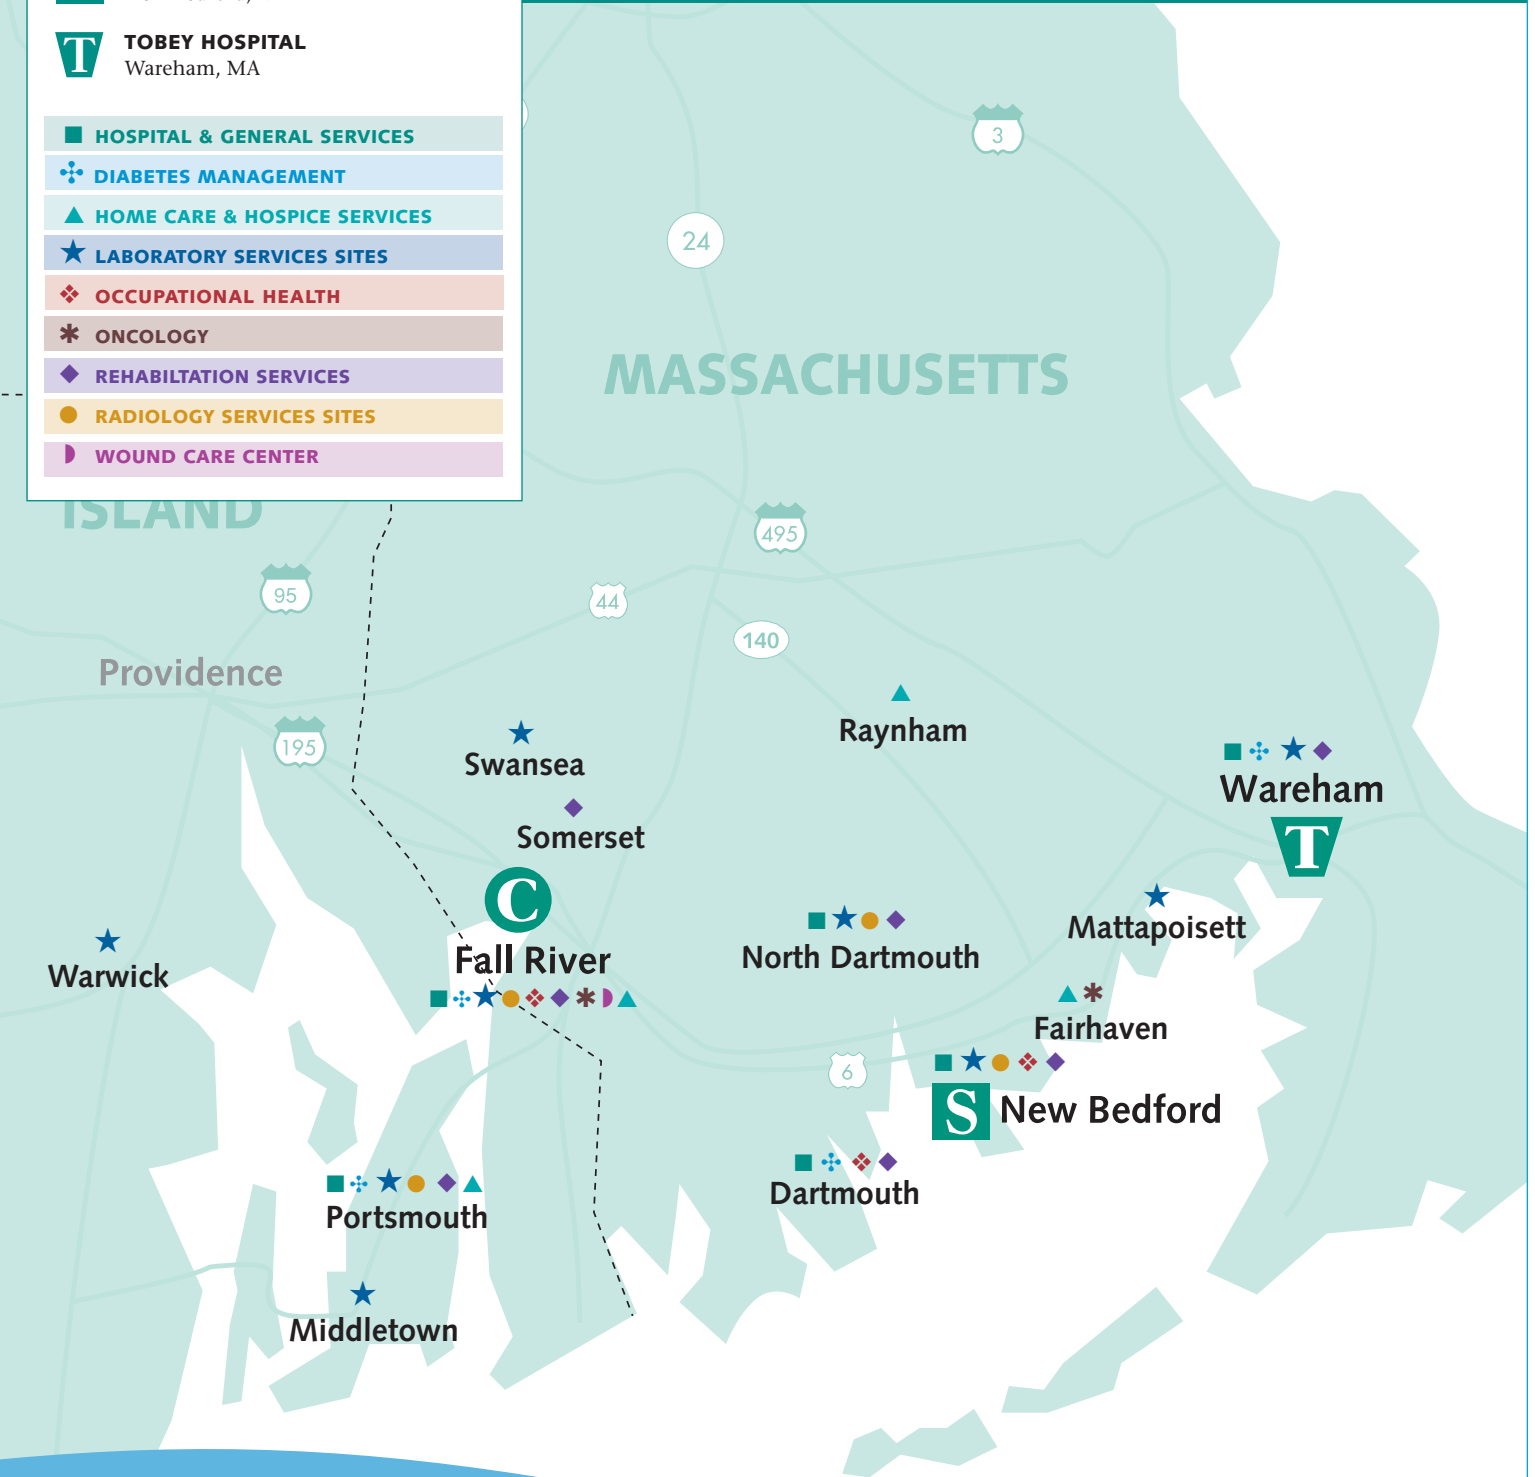 T
TOBEY HOSPITAL
Wareham, MA
HOSPITAL & GENERAL SERVICES
DIABETES MANAGEMENT
HOME CARE & HOSPICE SERVICES
LABORATORY SERVICES SITES
OCCUPATIONAL HEALTH
ONCOLOGY
REHABILTATION SERVICES
RADIOLOGY SERVICES SITES
WOUND CARE CENTER
3
24
MASSACHUSETTS
ISLAND
495
95
44
140
Providence
195
Raynham
Swansea
Wareham
T
Somerset
C
Mattapoisett
North Dartmouth
Fall River
Warwick
Fairhaven
6
S
New Bedford
Dartmouth
Portsmouth
Middletown